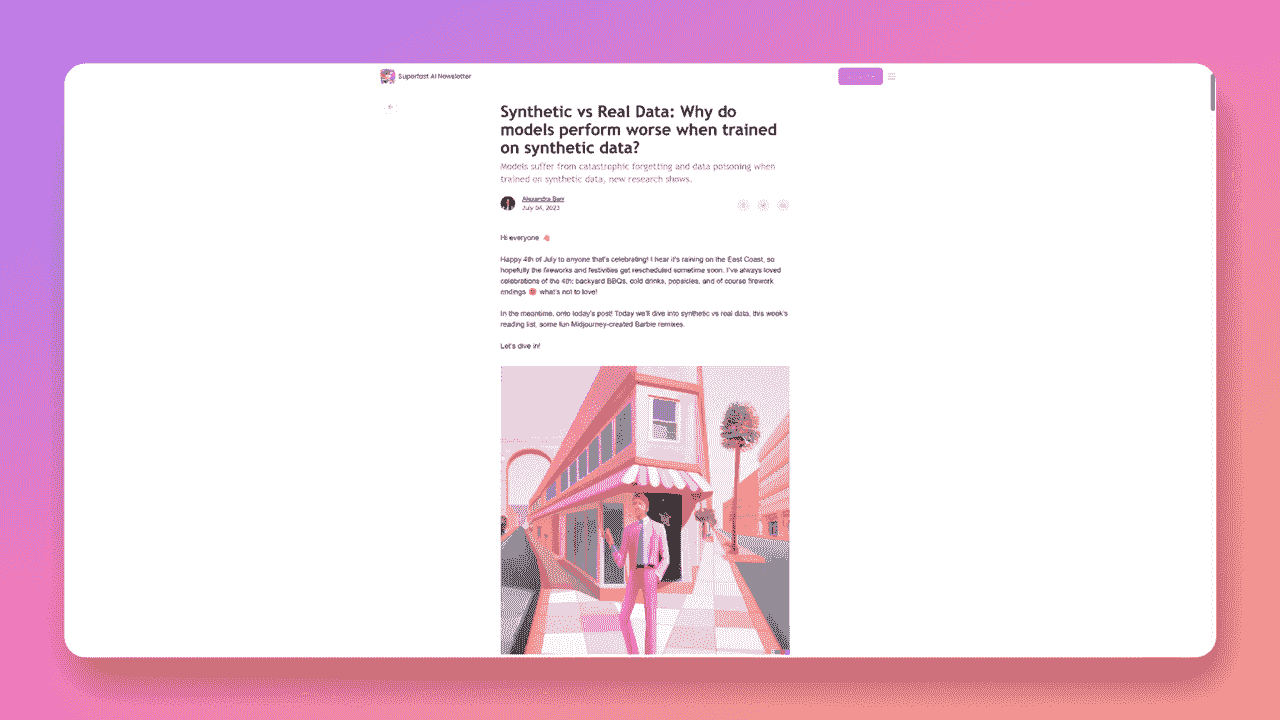 Superfast AI Newsletter
Synthetic vs Real Data: Why do
models perform worse when trained
on synthetic data?
Models suffer from catastrophic forgetting and data poisoning when
trained on synthetic data, new research shows.
Alexandra Barr
July 04, 2023
Hi everyone
Happy 4th of July to anyone that's celebrating! I hear it's raining on the East Coast, so
hopefully the fireworks and festivities get rescheduled sometime soon. I've always loved
celebrations of the 4th: backyard BBQs, cold drinks, popsicles, and of course firework
endings what's not to love!
In the meantime, onto today's post! Today we'll dive into synthetic vs real data, this week's
reading list, some fun Midjourney-created Barbie remixes.
Let's dive in!